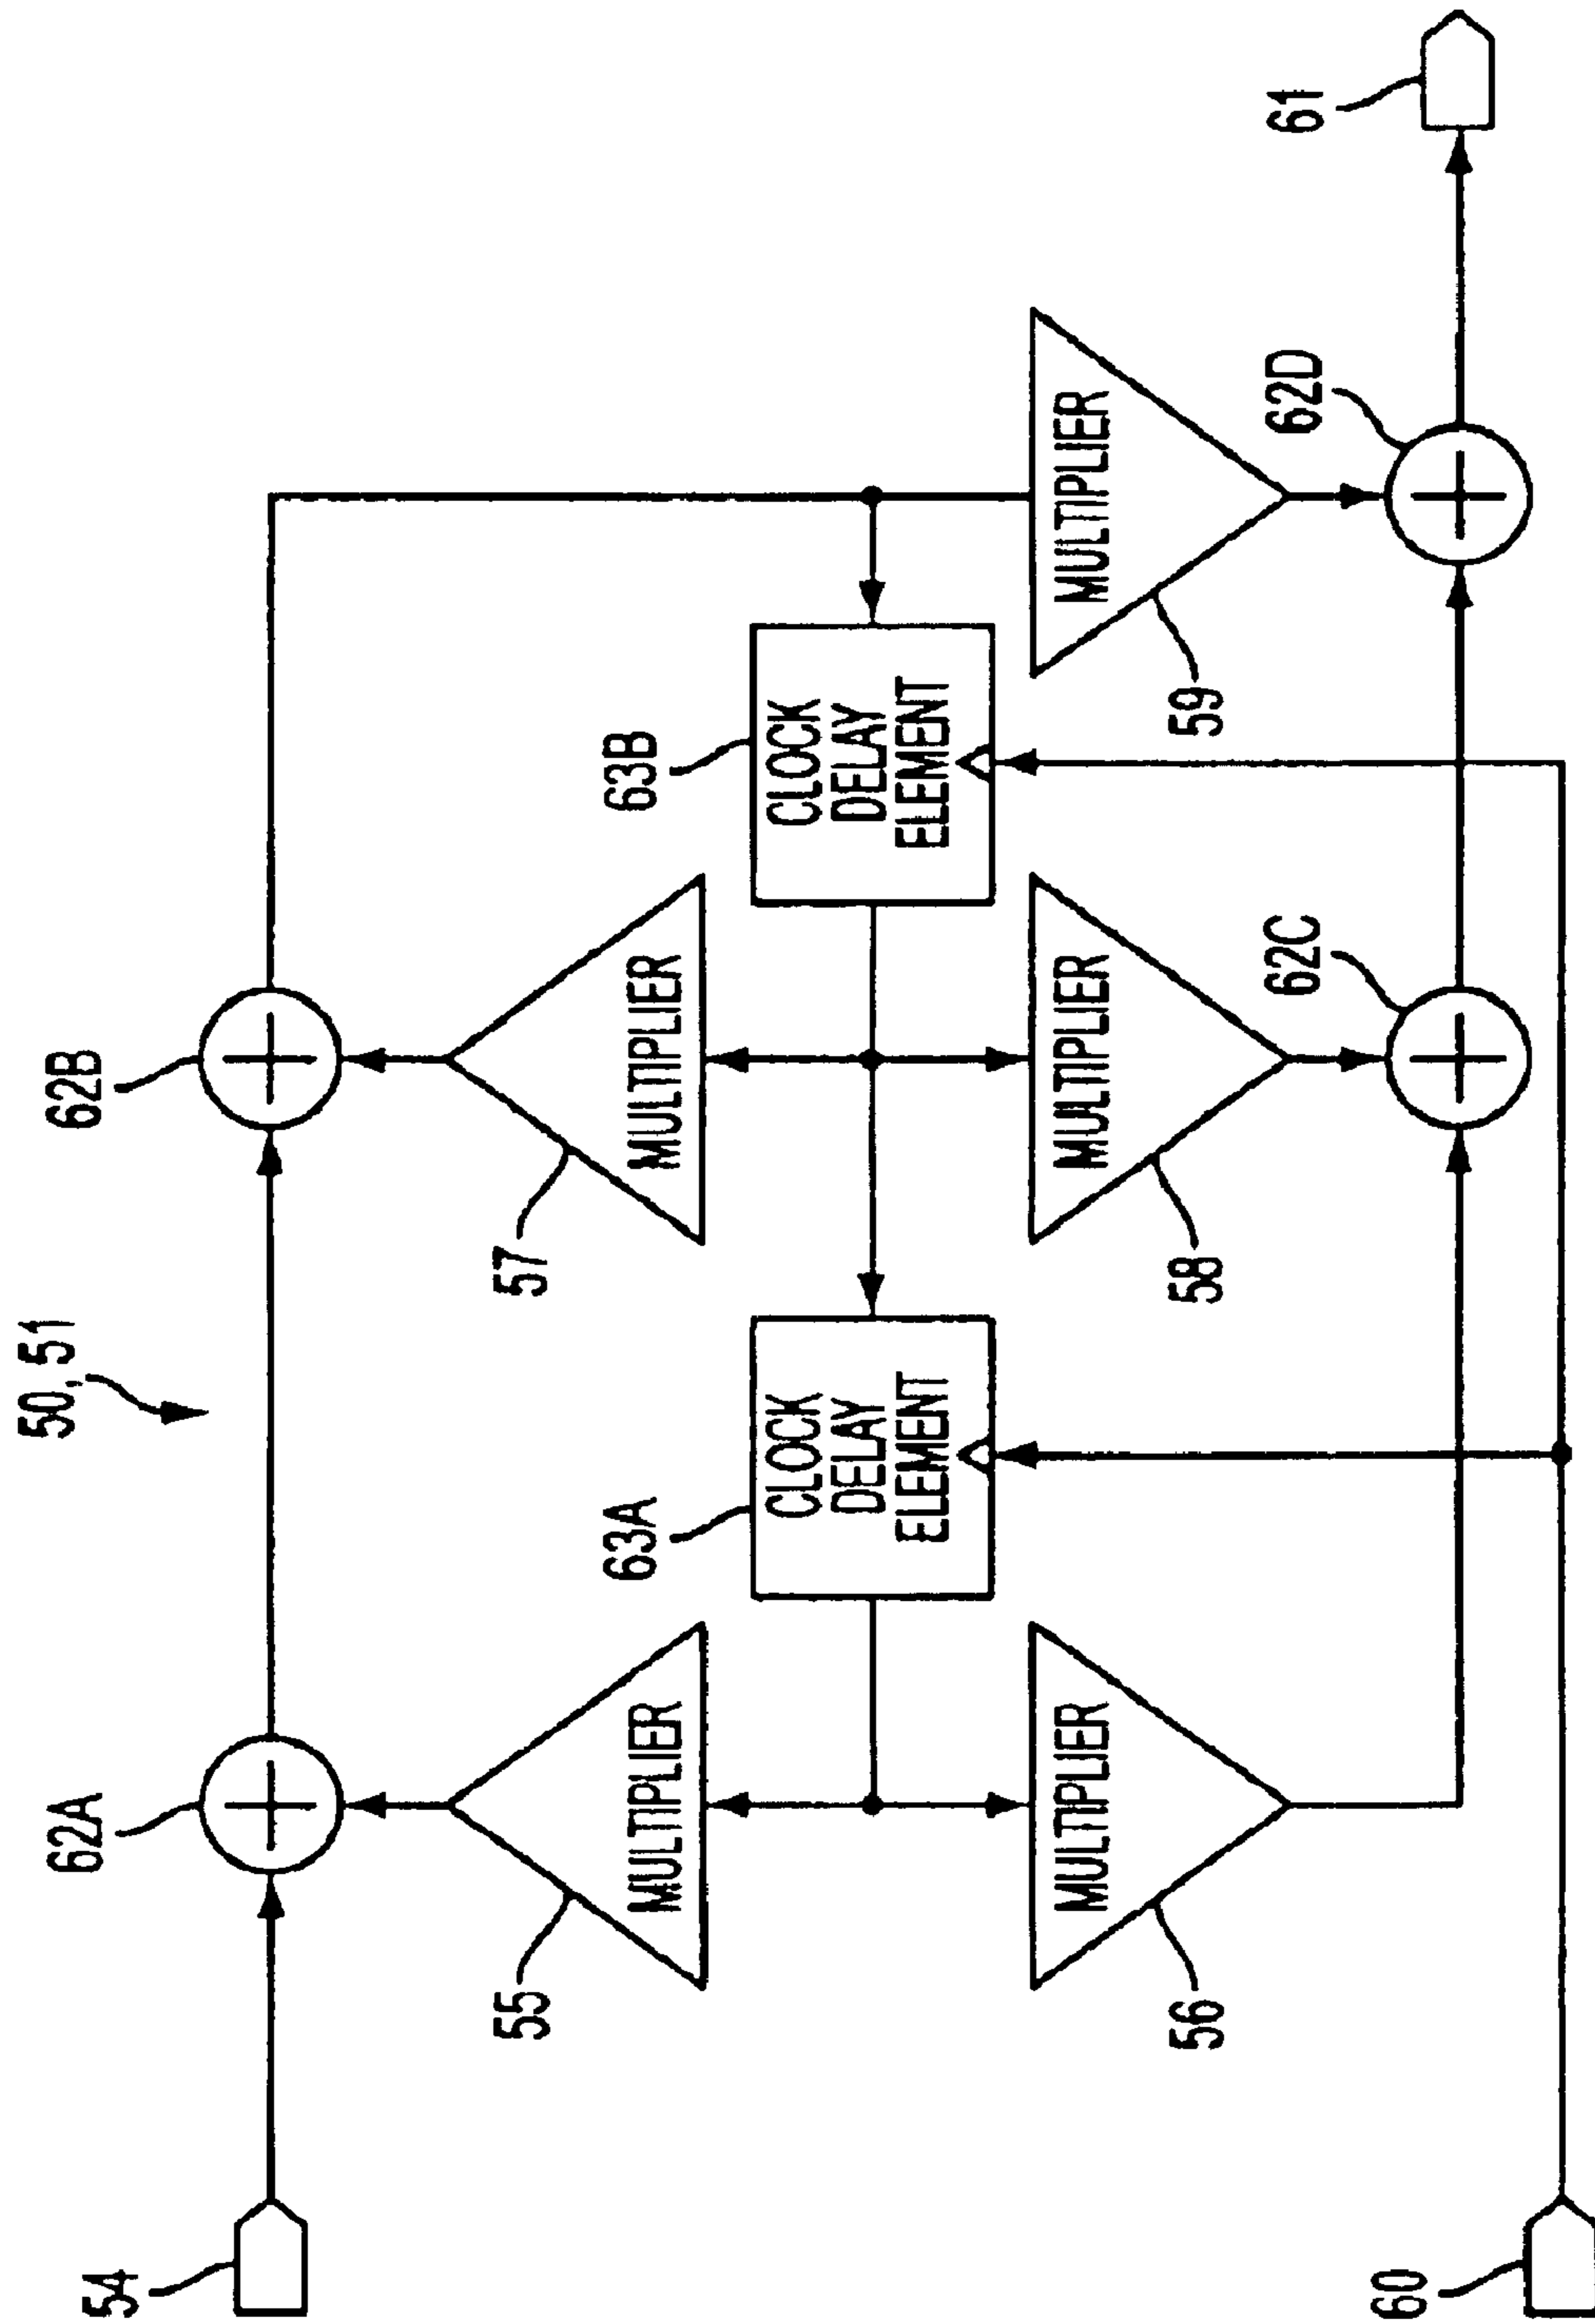 50, 51
62A
62B
54
55
57
MULTIPLIER
MULTIPLIER
63A
63B
CLOCK
DELAY
ELEMENT
CLOCK
DELAY
ELEMENT
MULTIPLIER
MULTIPLIER
MULTIPLIER
56
58
59
62C
62D
61
60